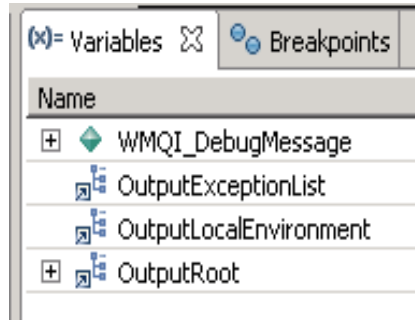 (x)= Variables Breakpoints
Name
WMQI_DebugMessage
OutputExceptionList
OutputLocalEnvironment
OutputRoot